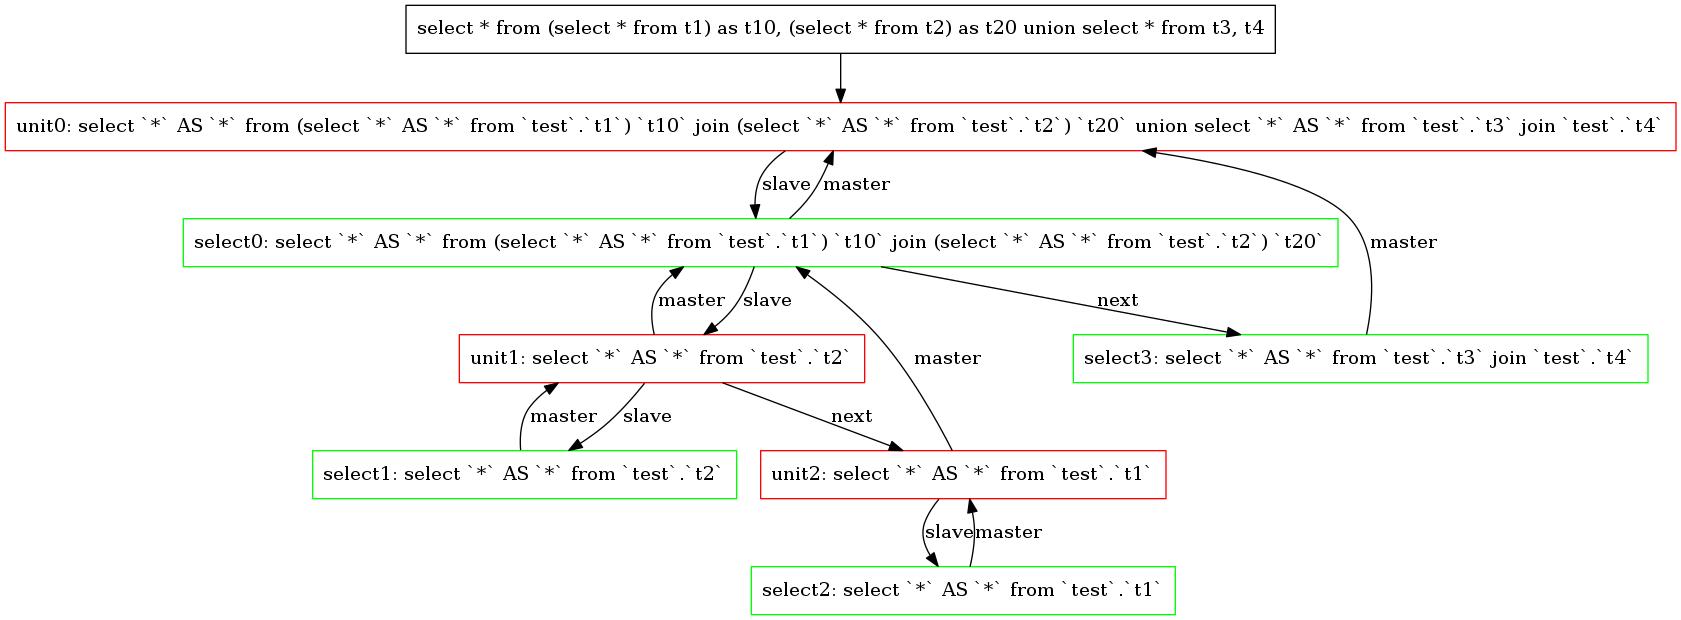 select * from (select * from t1) as t10, (select * from t2) as t20 union select * from t3, t4
unit0: select `*` AS `*` from (select `*` AS `*` from `test`.`t1`) `t10` join (select `*` AS `*` from `test`.`t2`) `t20` union select `*` AS `*` from `test`.`t3` join `test`.`t4`
slave
master
select0: select `*` AS `*` from (select `*` AS `*` from `test`.`t1`) `t10` join (select `*` AS `*` from `test`.`t2`) `t20`
master
master
slave
next
unit1: select `*` AS `*` from `test`.`t2`
master
select3: select `*` AS `*` from `test`.`t3` join `test`.`t4`
master
slave
next
select1: select `*` AS `*` from `test`.`t2`
unit2: select `*` AS `*` from `test`.`t1`
slave
master
select2: select `*` AS `*` from `test`.`t1`